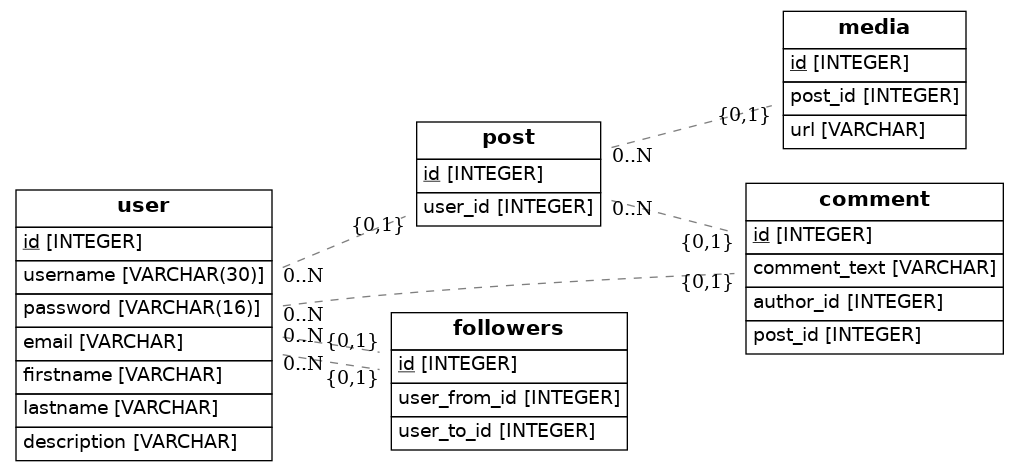 media
id [INTEGER]
post_id [INTEGER]
url [VARCHAR]
{0,1}
0..N
post
id [INTEGER]
user_id [INTEGER]
0..N
{0,1}
comment
id [INTEGER]
comment_text [VARCHAR]
author_id [INTEGER]
post_id [INTEGER]
{0,1}
0..N
{0,1}
0..N
user
id [INTEGER]
username [VARCHAR(30)]
password [VARCHAR(16)]
email [VARCHAR]
firstname [VARCHAR]
lastname [VARCHAR]
description [VARCHAR]
0..N
{0,1}
0..N
{0,1}
followers
id [INTEGER]
user_from_id [INTEGER]
user_to_id [INTEGER]